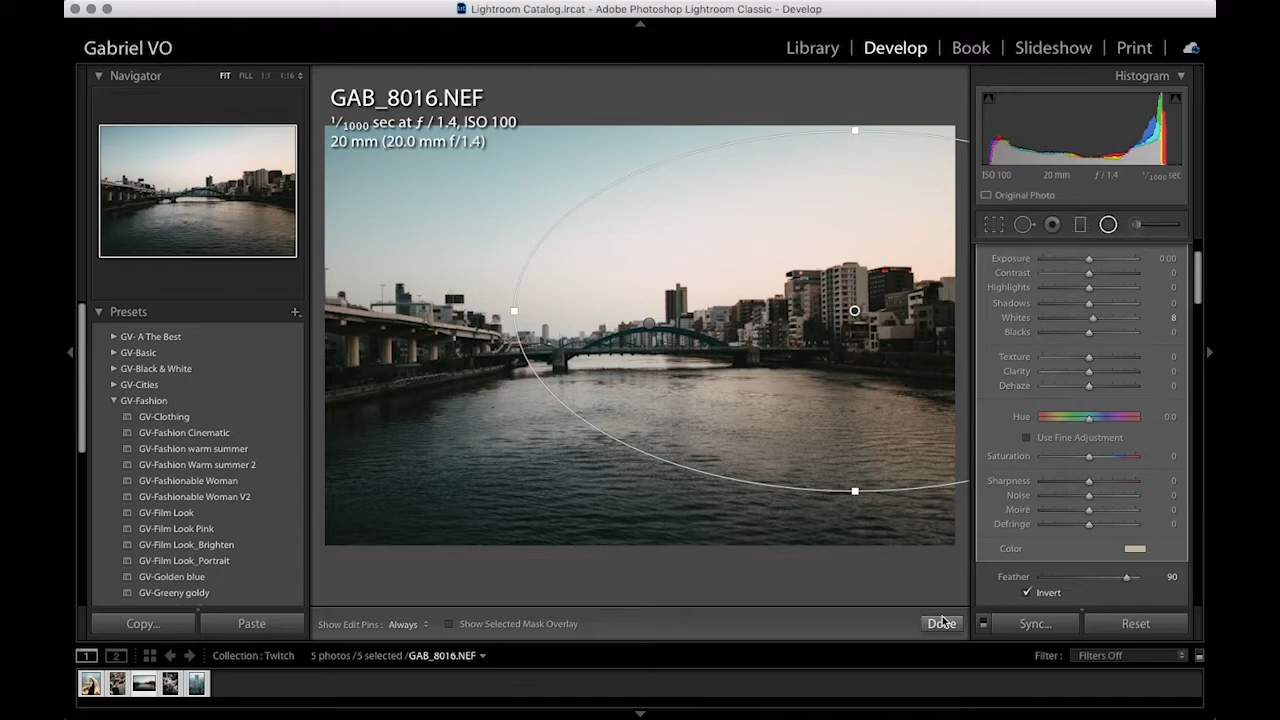 Lightroom Catalog.lrcat - Adobe Photoshop Lightroom Classic - Develop
Gabriel VO
Library | Develop | Book | Slideshow | Print |
Navigator FIT FILL 1:1 1:16
GAB_8016.NEF
1/1000 sec at ƒ / 1.4, ISO 100
20 mm (20.0 mm f/1.4)
Presets +
GV- A The Best
GV-Basic
GV-Black & White
GV-Cities
GV-Fashion
GV-Clothing
GV-Fashion Cinematic
GV-Fashion warm summer
GV-Fashion Warm summer 2
GV-Fashionable Woman
GV-Fashionable Woman V2
GV-Film Look
GV-Film Look Pink
GV-Film Look_Brighten
GV-Film Look_Portrait
GV-Golden blue
GV-Greeny goldy
Copy... Paste
Show Edit Pins : Always Show Selected Mask Overlay Done
Histogram
ISO 100 20 mm ƒ / 1.4 1/1000 sec
Original Photo
Exposure 0.00
Contrast 0
Highlights 0
Shadows 0
Whites 8
Blacks 0
Texture 0
Clarity 0
Dehaze 0
Hue 0.0
Use Fine Adjustment
Saturation 0
Sharpness 0
Noise 0
Moiré 0
Defringe 0
Color
Feather 90
Invert
Sync... Reset
1 2 Collection : Twitch 5 photos /5 selected /GAB_8016.NEF Filter : Filters Off